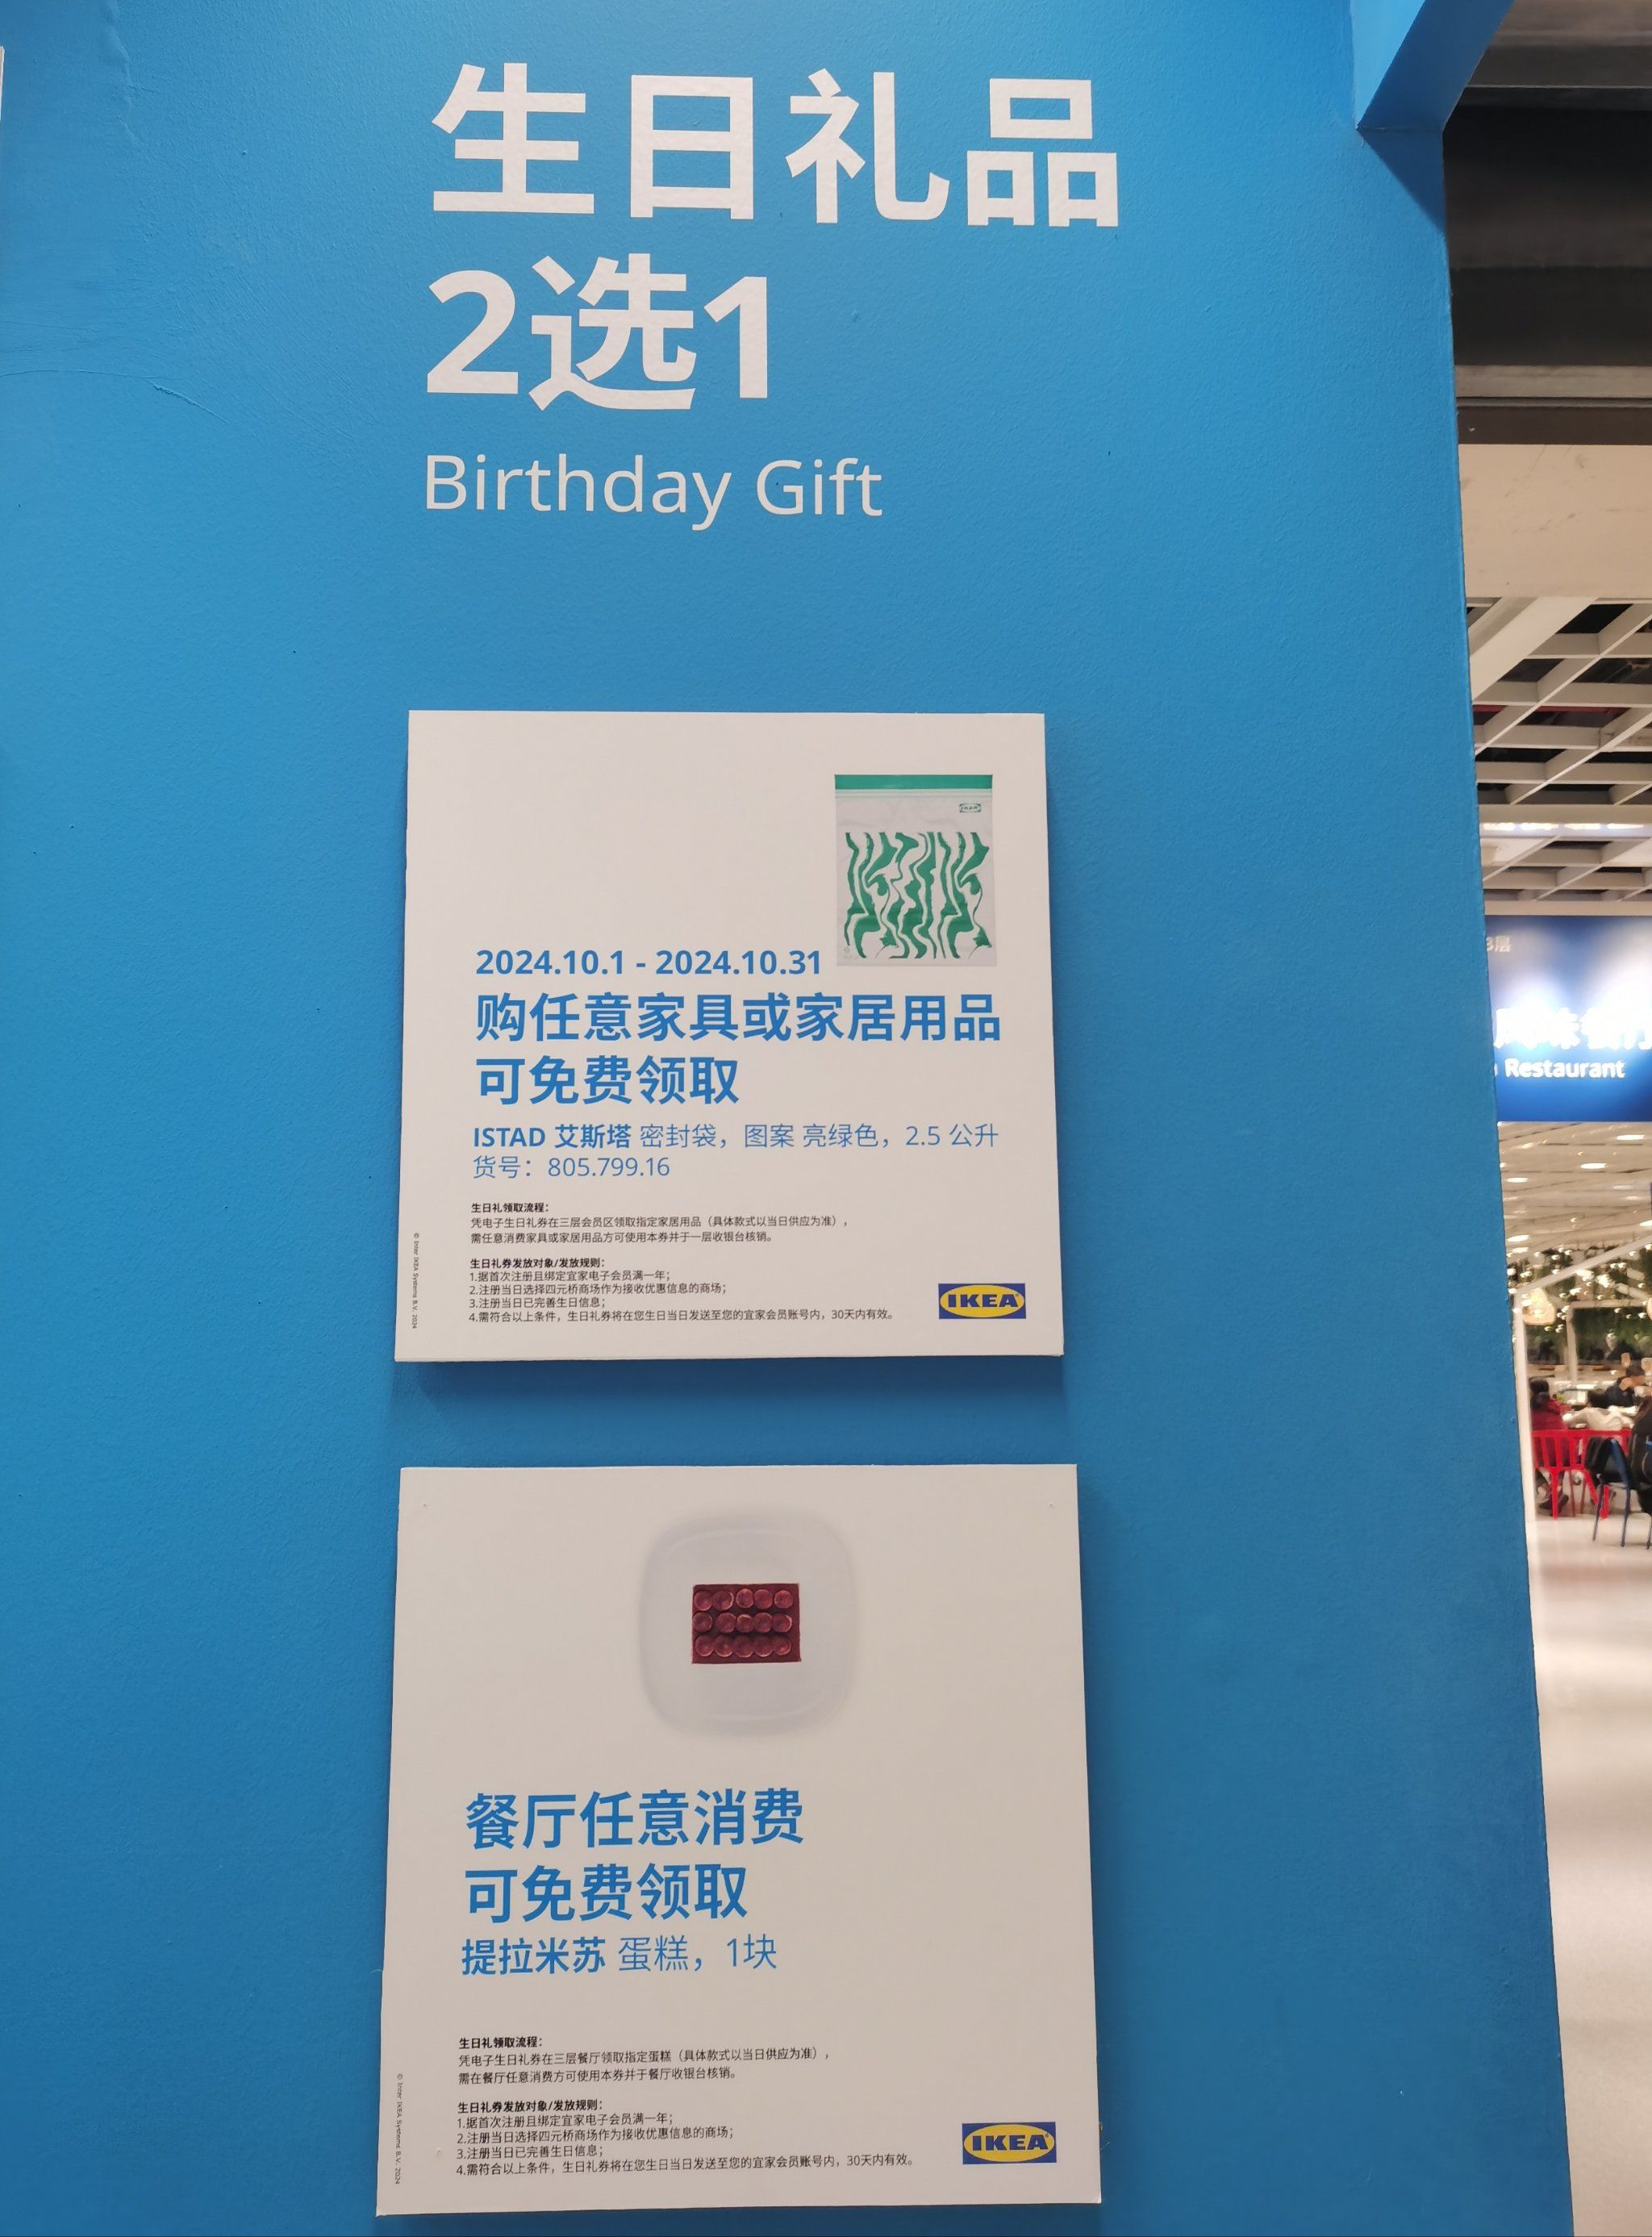 生日礼品
2选1
Birthday Gift
IKEA
2024.10.1 - 2024.10.31
购任意家具或家居用品
可免费领取
ISTAD 艾斯塔 密封袋，图案 亮绿色，2.5 公升
货号：805.799.16
生日礼领取流程：
凭电子生日礼券在三层会员区领取指定家居用品（具体款式以当日供应为准），
需任意消费家具或家居用品方可使用本券并于一层收银台核销。
生日礼券发放对象/发放规则：
1.据首次注册且绑定宜家电子会员满一年；
2.注册当日选择四元桥商场作为接收优惠信息的商场；
3.注册当日已完善生日信息；
4.需符合以上条件，生日礼券将在您生日当日发送至您的宜家会员账号内，30天内有效。
© Inter IKEA Systems B.V. 2024
IKEA
餐厅任意消费
可免费领取
提拉米苏 蛋糕，1块
生日礼领取流程：
凭电子生日礼券在三层餐厅领取指定蛋糕（具体款式以当日供应为准），
需在餐厅任意消费方可使用本券并于餐厅收银台核销。
生日礼券发放对象/发放规则：
1.据首次注册且绑定宜家电子会员满一年；
2.注册当日选择四元桥商场作为接收优惠信息的商场；
3.注册当日已完善生日信息；
4.需符合以上条件，生日礼券将在您生日当日发送至您的宜家会员账号内，30天内有效。
© Inter IKEA Systems B.V. 2024
IKEA
3层
Restaurant